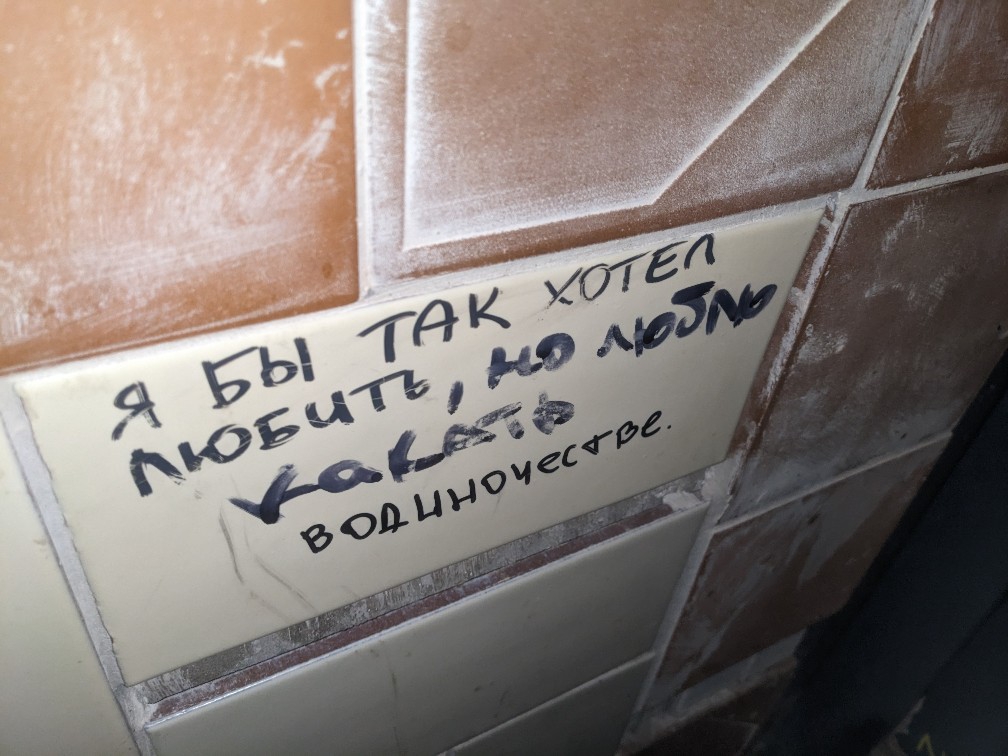 Я БЫ ТАК ХОТЕЛ
ЛЮБИТЬ, НО ЛЮБЛЮ
какать
водиночестве.